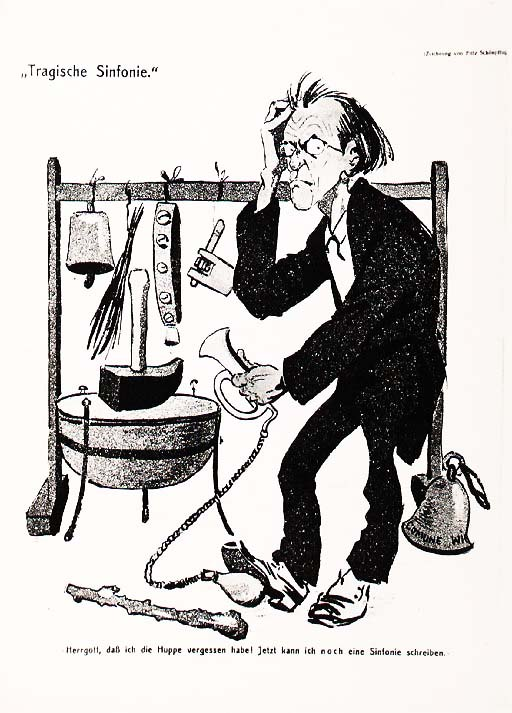 (Zeichnung von Fritz Schönpflug
„Tragische Sinfonie.“
Herrgott, daß ich die Huppe vergessen habe! Jetzt kann ich noch eine Sinfonie schreiben.